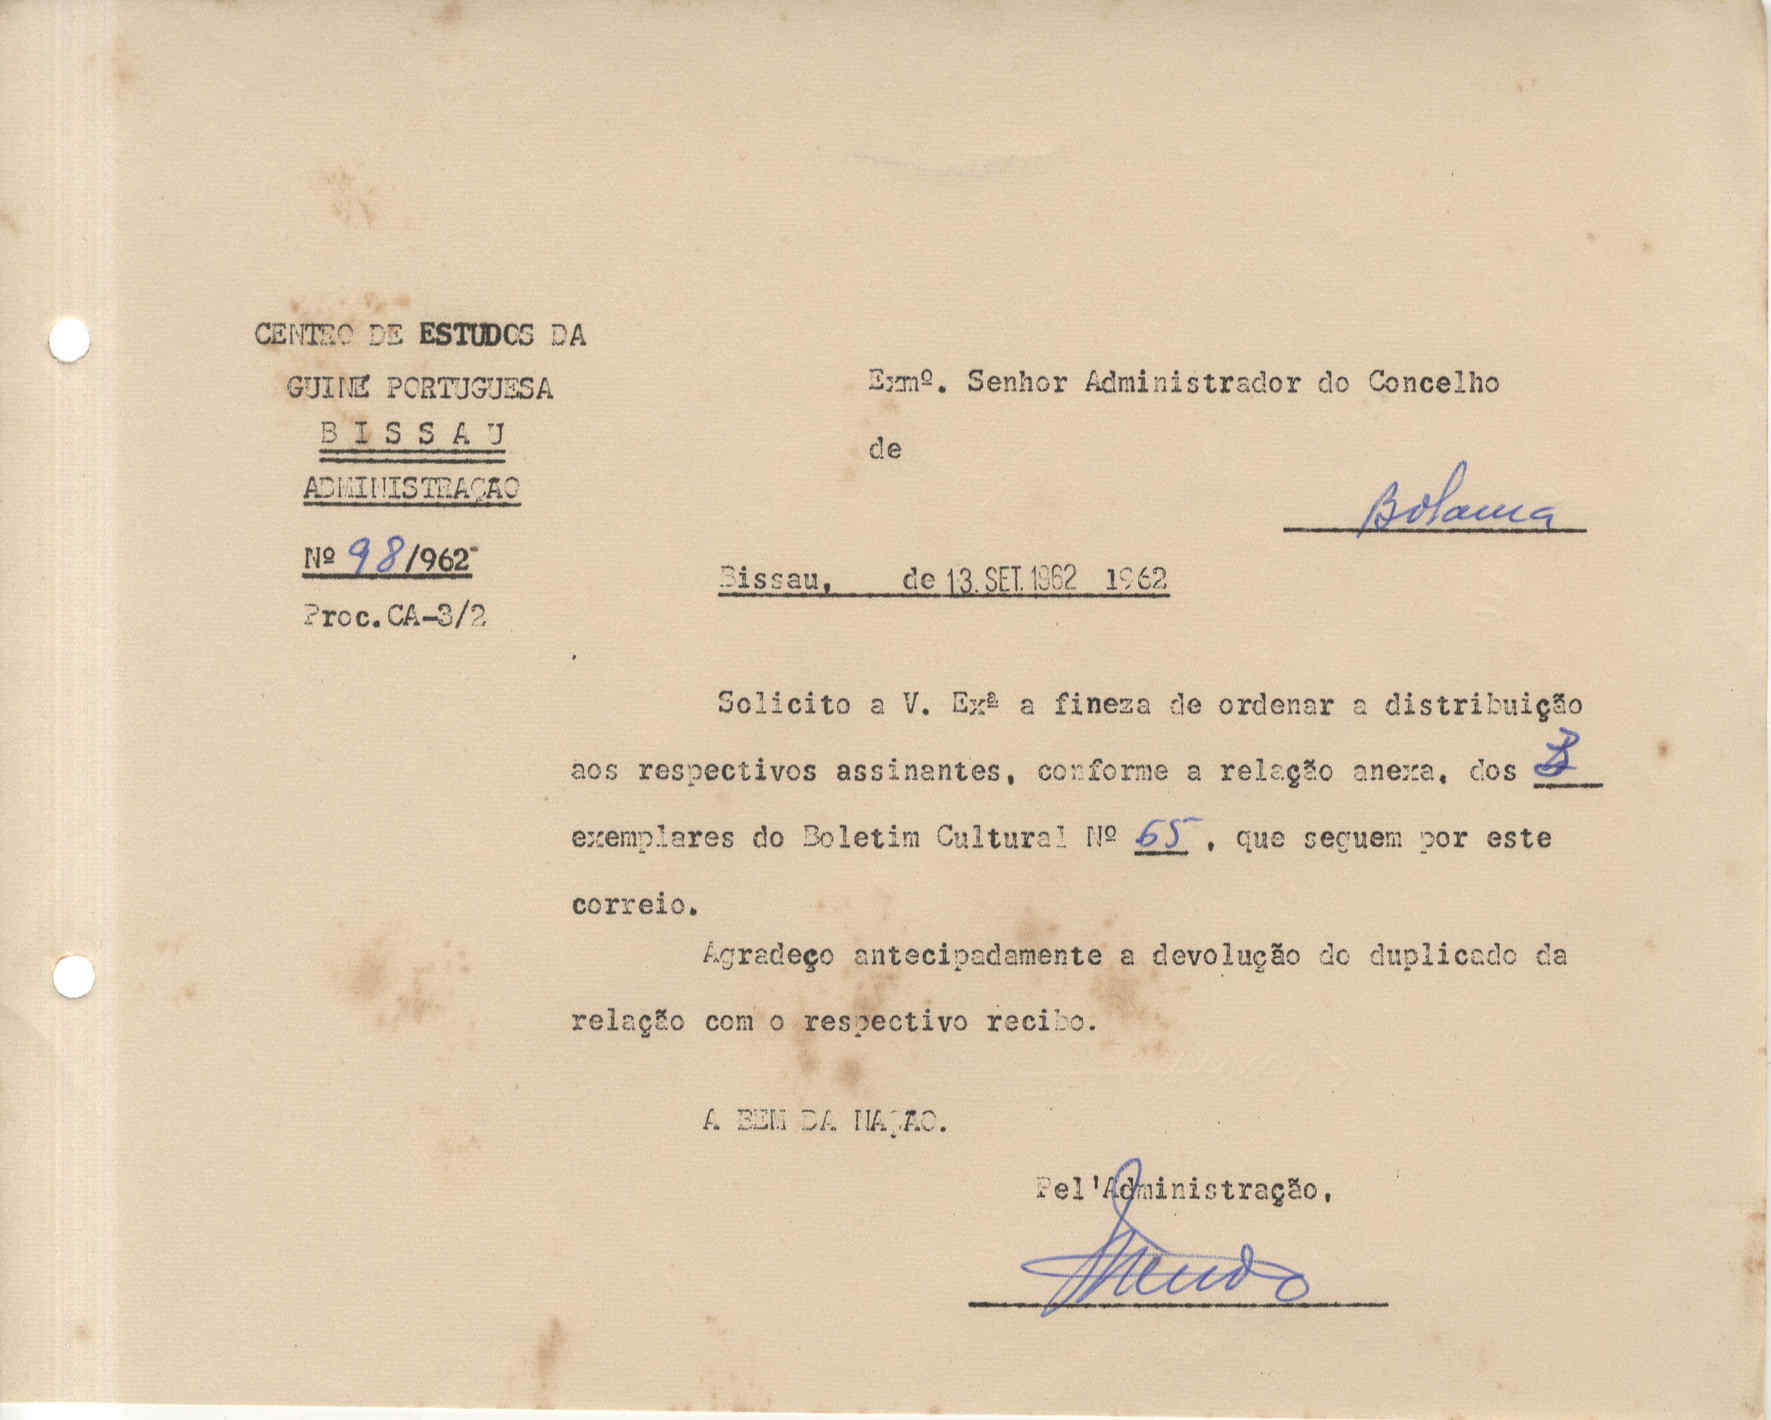 CENTRO DE ESTUDOS DA
GUINÉ PORTUGUESA
B I S S A U
ADMINISTRAÇÃO
Nº 98/962
Proc. CA-3/2
Exmº. Senhor Administrador do Concelho
de
Bolama
Bissau, de 13. SET. 1962 1962
Solicito a V. Exª a fineza de ordenar a distribuição
aos respectivos assinantes, conforme a relação anexa, dos
exemplares do Boletim Cultural Nº 65, que seguem por este
correio.
Agradeço antecipadamente a devolução do duplicado da
relação com o respectivo recibo.
A BEM DA NAÇÃO.
Pel'Administração,